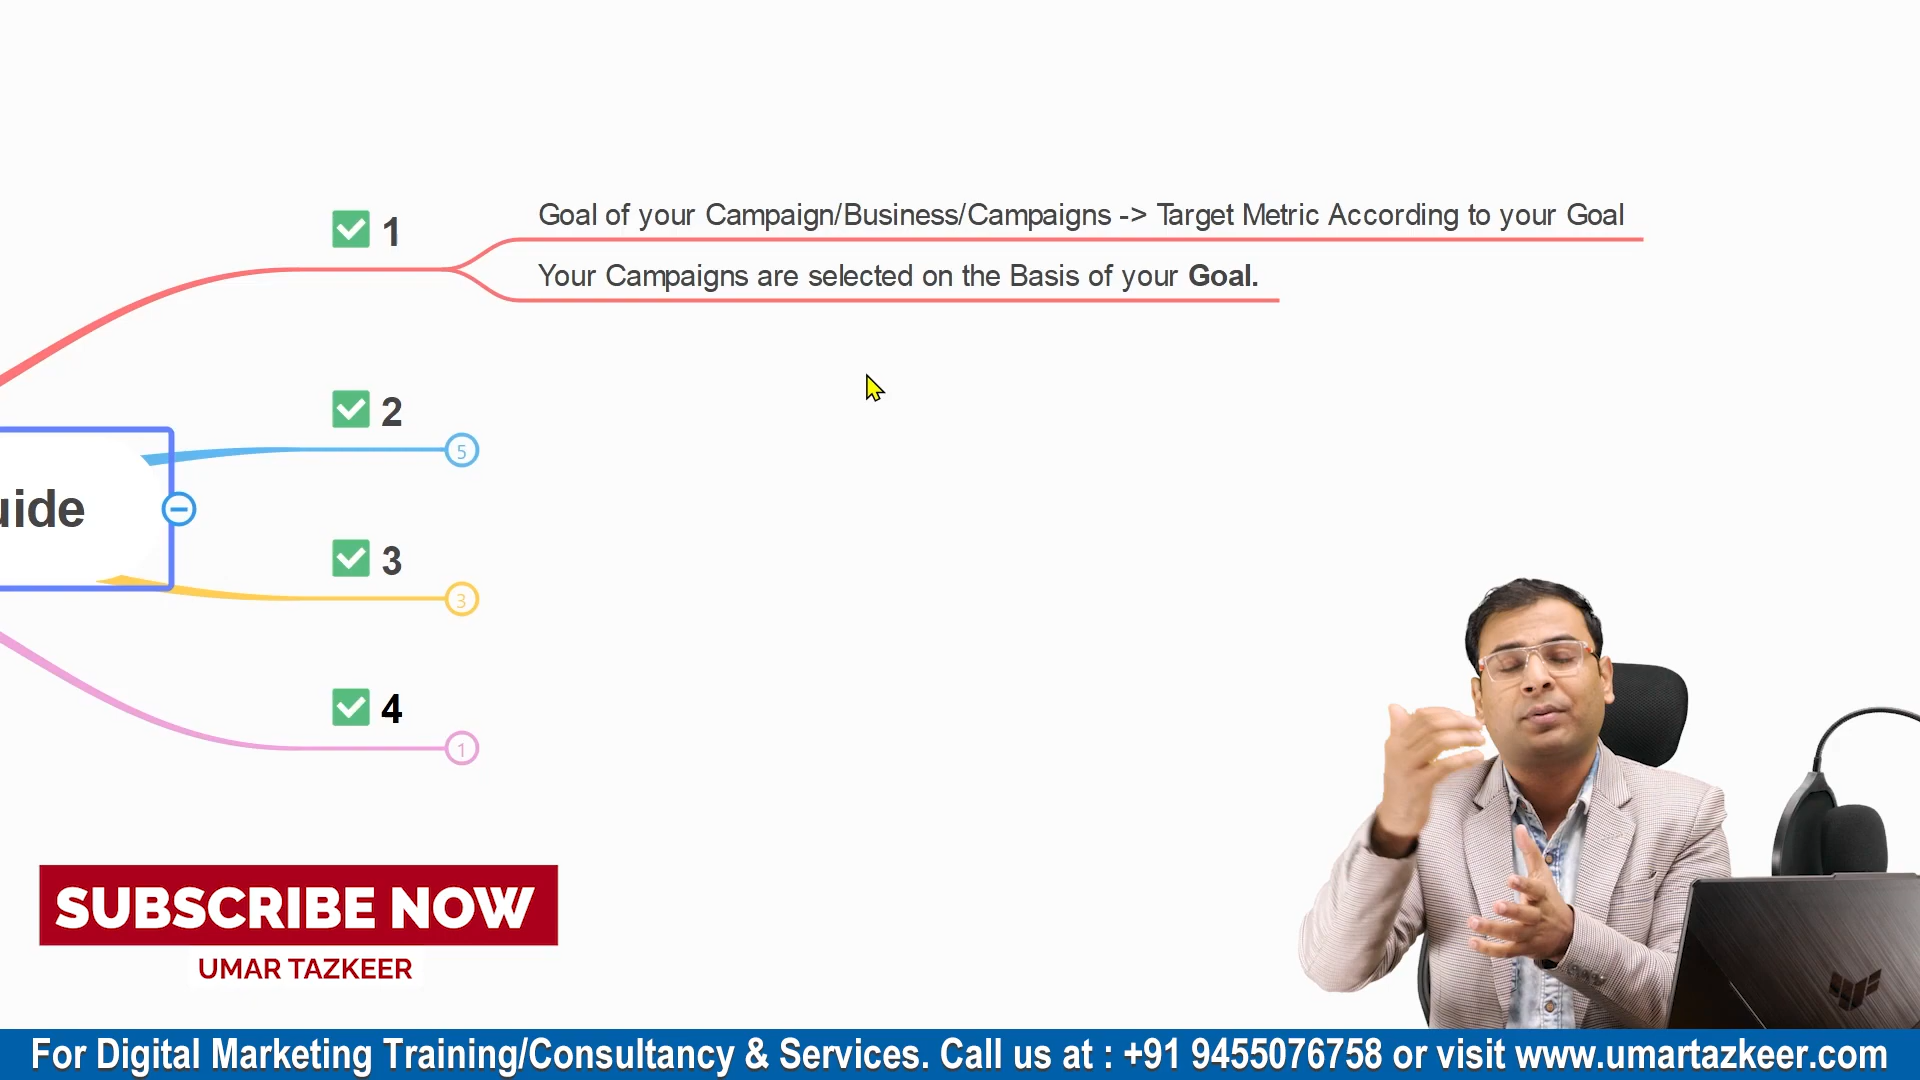 ✅ 1
Goal of your Campaign/Business/Campaigns -> Target Metric According to your Goal
Your Campaigns are selected on the Basis of your Goal.
✅ 2
5
uide
✅ 3
3
✅ 4
1
SUBSCRIBE NOW
UMAR TAZKEER
For Digital Marketing Training/Consultancy & Services. Call us at : +91 9455076758 or visit www.umartazkeer.com